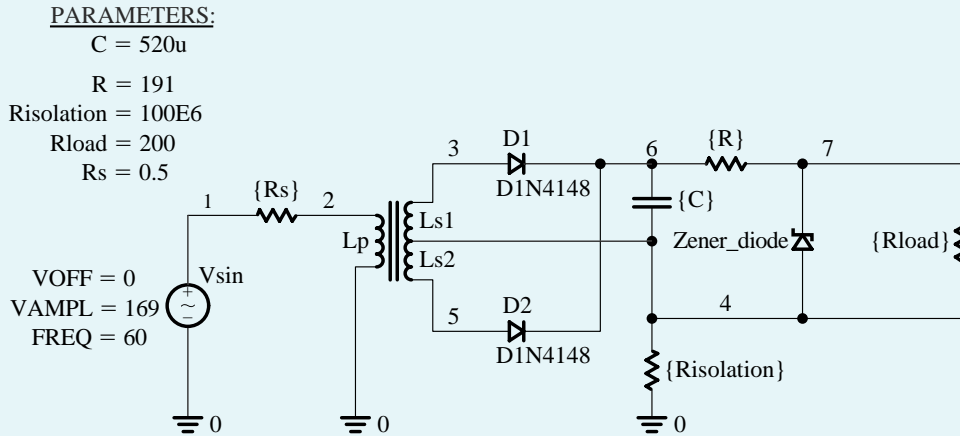 PARAMETERS:
C = 520u
R = 191
Risolation = 100E6
Rload = 200
Rs = 0.5
D1
3
6
{R}
7
D1N4148
{Rs}
1
2
{C}
Ls1
Lp
Zener_diode
{Rload}
Ls2
VOFF = 0
Vsin
VAMPL = 169
FREQ = 60
D2
4
5
D1N4148
{Risolation}
0
0
0